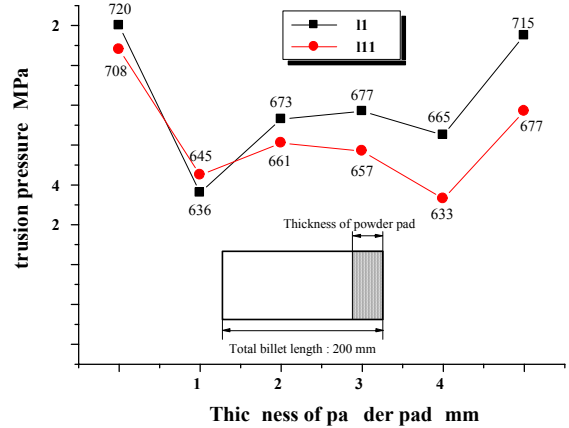 l1
l11
720
708
645
636
673
661
677
657
665
633
715
677
2
4
2
trusion pressure MPa
Thickness of powder pad
Total billet length : 200 mm
1 2 3 4
Thic ness of pa der pad mm